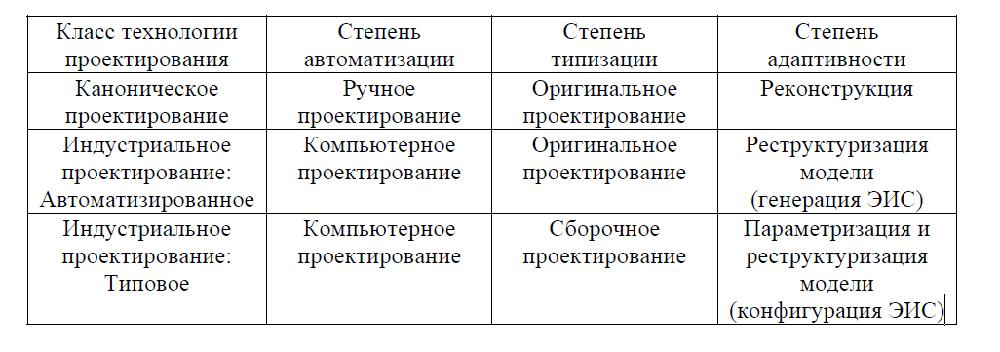 Класс технологии
проектирования
Степень
автоматизации
Степень
типизации
Степень
адаптивности
Каноническое
проектирование
Ручное
проектирование
Оригинальное
проектирование
Реконструкция
Индустриальное
проектирование:
Автоматизированное
Компьютерное
проектирование
Оригинальное
проектирование
Реструктуризация
модели
(генерация ЭИС)
Индустриальное
проектирование:
Типовое
Компьютерное
проектирование
Сборочное
проектирование
Параметризация и
реструктуризация
модели
(конфигурация ЭИС)